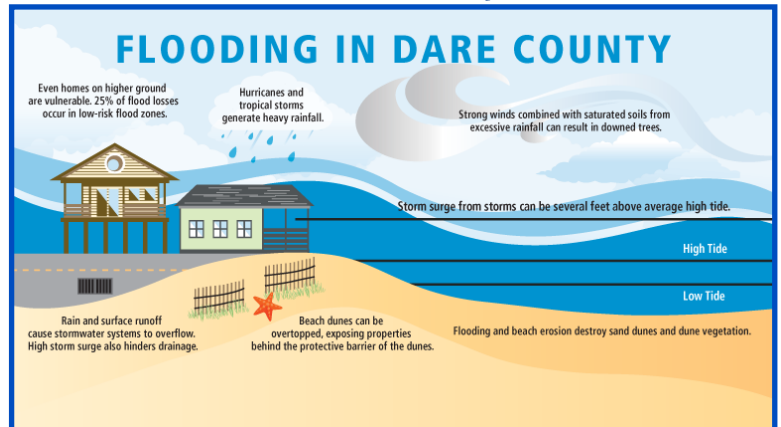 FLOODING IN DARE COUNTY
Even homes on higher ground
are vulnerable. 25% of flood losses
occur in low-risk flood zones.
Hurricanes and
tropical storms
generate heavy rainfall.
Strong winds combined with saturated soils from
excessive rainfall can result in downed trees.
Storm surge from storms can be several feet above average high tide.
High Tide
Low Tide
Rain and surface runoff
cause stormwater systems to overflow.
High storm surge also hinders drainage.
Beach dunes can be
overtopped, exposing properties
behind the protective barrier of the dunes.
Flooding and beach erosion destroy sand dunes and dune vegetation.